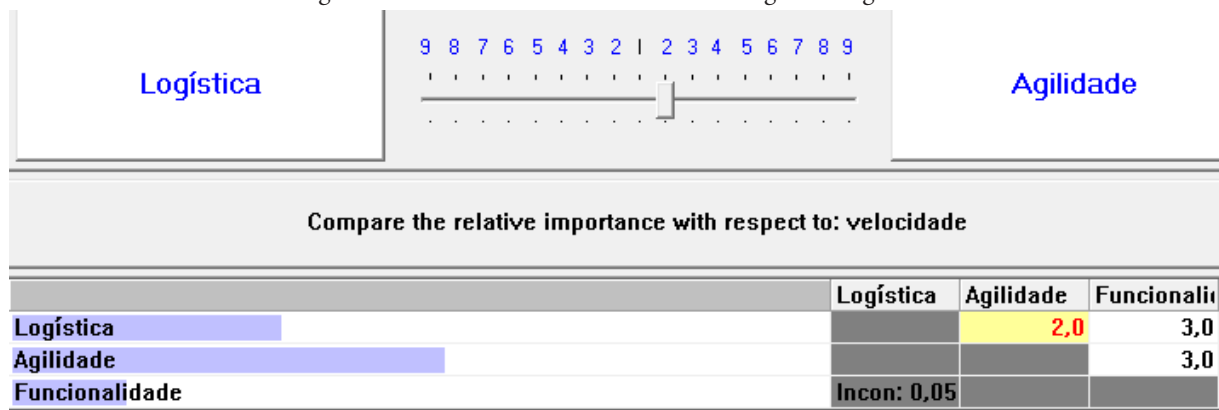 9 8 7 6 5 4 3 2 1 2 3 4 5 6 7 8 9
Logística
Agilidade
Compare the relative importance with respect to: velocidade
Logística Agilidade
Logística 2,0 3,0
Agilidade 3,0
Funcionalidade Incon: 0,05